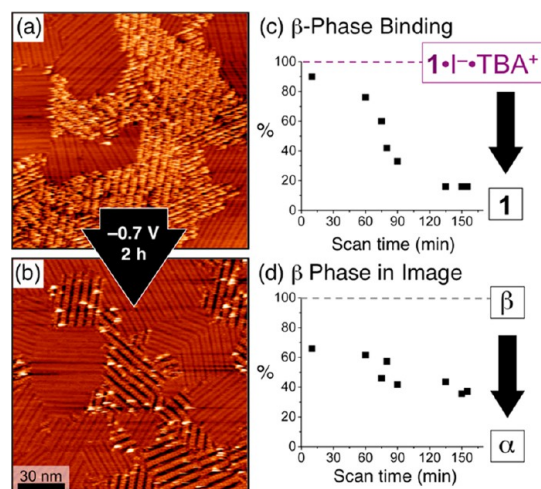 (a)
–0.7 V
2 h
(b)
30 nm
(c) β-Phase Binding
1•I–•TBA+
100
80
60
40
20
0
%
0 30 60 90 120 150
Scan time (min)
1
(d) β Phase in Image
100
80
60
40
20
0
%
0 30 60 90 120 150
Scan time (min)
β
α